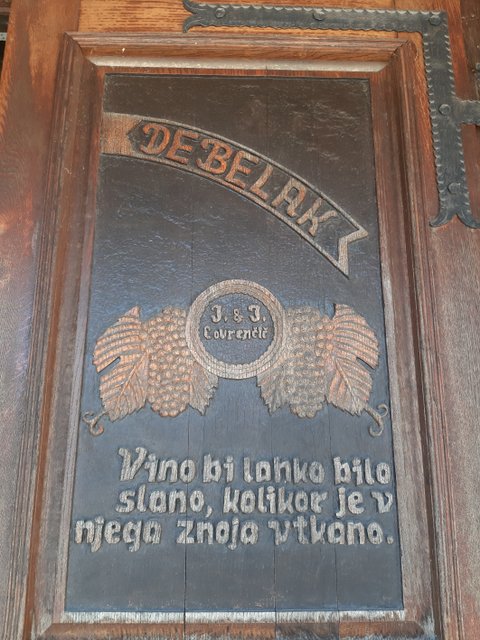 DEBELAK
J. & J.
Lovrenčič
Vino bi lahko bilo
slano, kolikor je v
njega znoja vtkano.